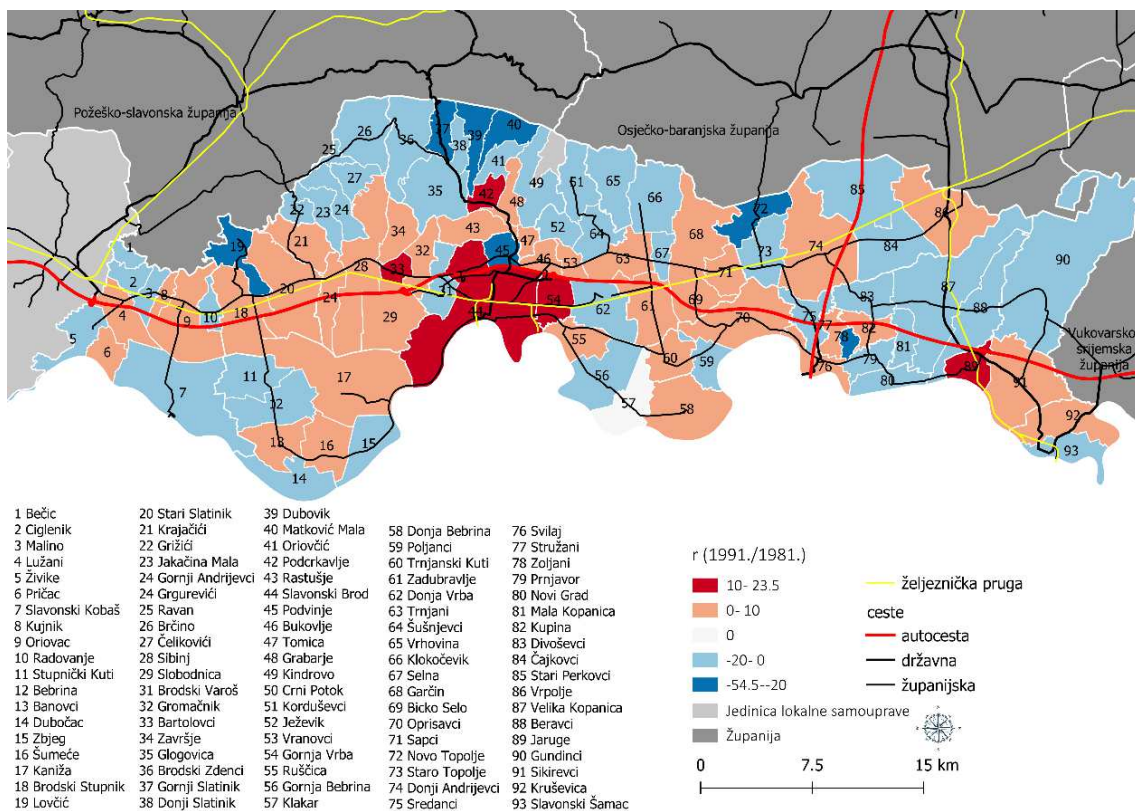 Požeško-slavonska županija
Osječko-baranjska županija
Vukovarsko
srijemska
županija
1 Bečic
2 Ciglenik
3 Malino
4 Lužani
5 Živike
6 Pričac
7 Slavonski Kobaš
8 Kujnik
9 Oriovac
10 Radovanje
11 Stupnički Kuti
12 Bebrina
13 Banovci
14 Dubočac
15 Zbjeg
16 Šumeće
17 Kaniža
18 Brodski Stupnik
19 Lovčić
20 Stari Slatinik
21 Krajačići
22 Grižići
23 Jakačina Mala
24 Gornji Andrijevci
24 Grgurevići
25 Ravan
26 Brčino
27 Čelikovići
28 Sibinj
29 Slobodnica
31 Brodski Varoš
32 Gromačnik
33 Bartolovci
34 Završje
35 Glogovica
36 Brodski Zdenci
37 Gornji Slatinik
38 Donji Slatinik
39 Dubovik
40 Matković Mala
41 Oriovčić
42 Podcrkavlje
43 Rastušje
44 Slavonski Brod
45 Podvinje
46 Bukovlje
47 Tomica
48 Grabarje
49 Kindrovo
50 Crni Potok
51 Korduševci
52 Ježevik
53 Vranovci
54 Gornja Vrba
55 Ruščica
56 Gornja Bebrina
57 Klakar
58 Donja Bebrina
59 Poljanci
60 Trnjanski Kuti
61 Zadubravlje
62 Donja Vrba
63 Trnjani
64 Šušnjevci
65 Vrhovina
66 Klokočevik
67 Selna
68 Garčin
69 Bicko Selo
70 Oprisavci
71 Sapci
72 Novo Topolje
73 Staro Topolje
74 Donji Andrijevci
75 Sredanci
76 Svilaj
77 Stružani
78 Zoljani
79 Prnjavor
80 Novi Grad
81 Mala Kopanica
82 Kupina
83 Divoševci
84 Čajkovci
85 Stari Perkovci
86 Vrpolje
87 Velika Kopanica
88 Beravci
89 Jaruge
90 Gundinci
91 Sikirevci
92 Kruševica
93 Slavonski Šamac
r (1991./1981.)
10- 23.5
0- 10
0
-20- 0
-54.5--20
Jedinica lokalne samouprave
Županija
željeznička pruga
ceste
autocesta
državna
županijska
0 7.5 15 km